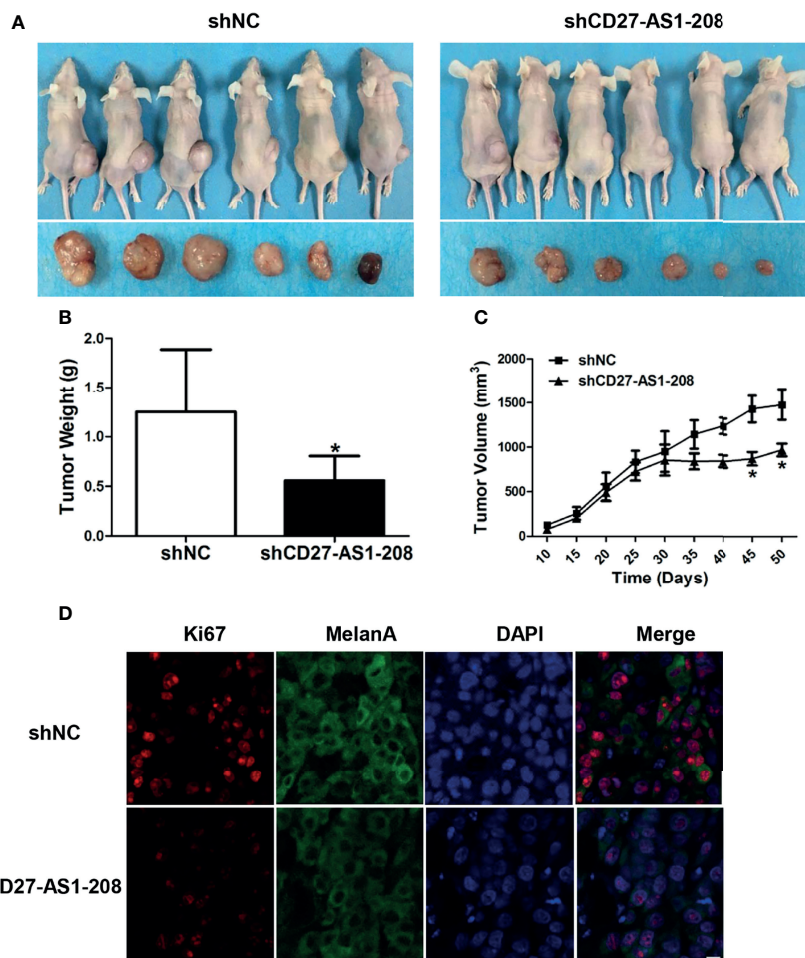 A
shNC
shCD27-AS1-208
B
Tumor Weight (g)
2.0
1.5
1.0
0.5
0.0
*
shNC
shCD27-AS1-208
C
Tumor Volume (mm³)
2000
1500
1000
500
0
shNC
shCD27-AS1-208
*
*
10 15 20 25 30 35 40 45 50
Time (Days)
D
Ki67 MelanA DAPI Merge
shNC
D27-AS1-208